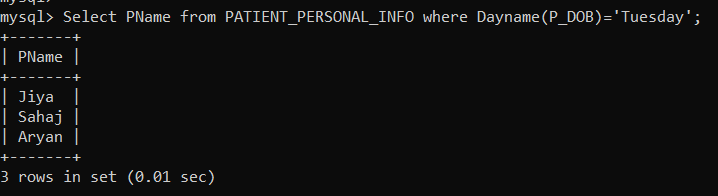 mysql> Select PName from PATIENT_PERSONAL_INFO where Dayname(P_DOB)='Tuesday';
+-------+
| PName |
+-------+
| Jiya  |
| Sahaj |
| Aryan |
+-------+
3 rows in set (0.01 sec)